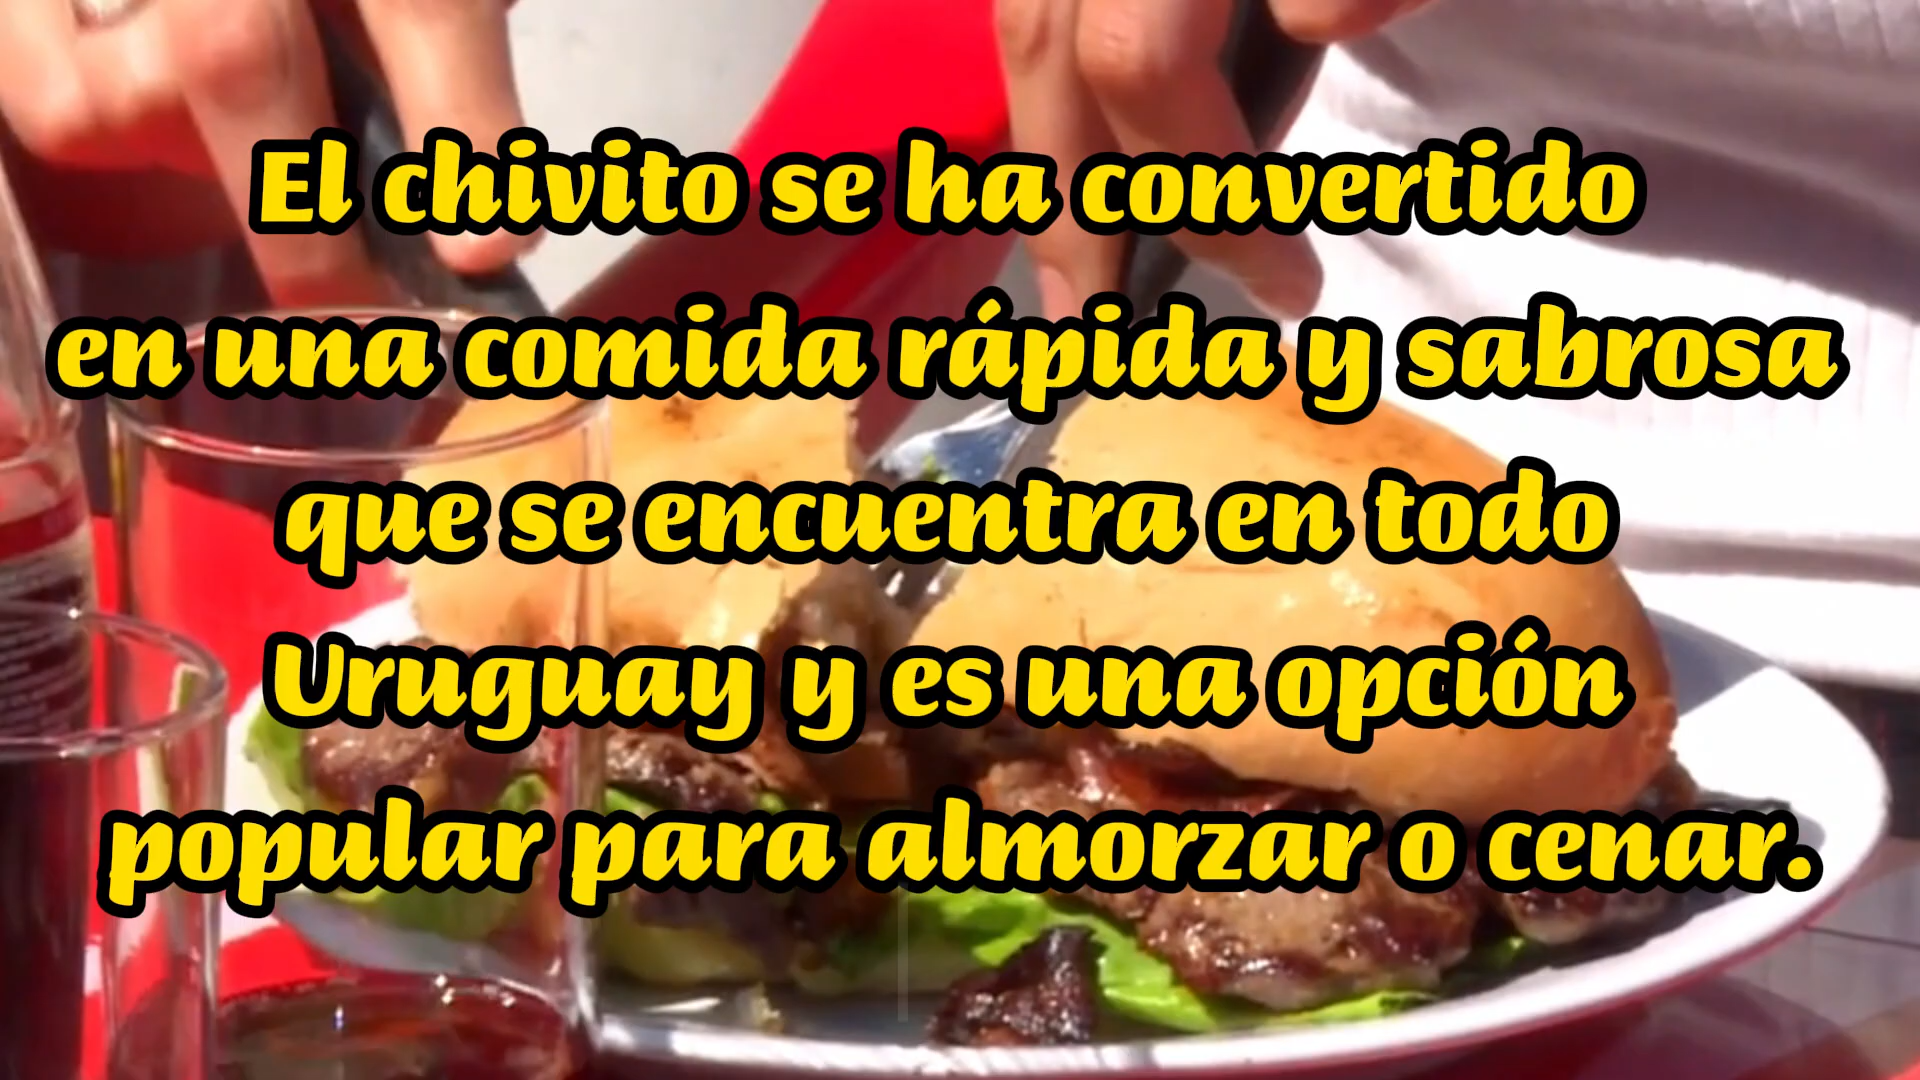 El chivito se ha convertido
en una comida rápida y sabrosa
que se encuentra en todo
Uruguay y es una opción
popular para almorzar o cenar.